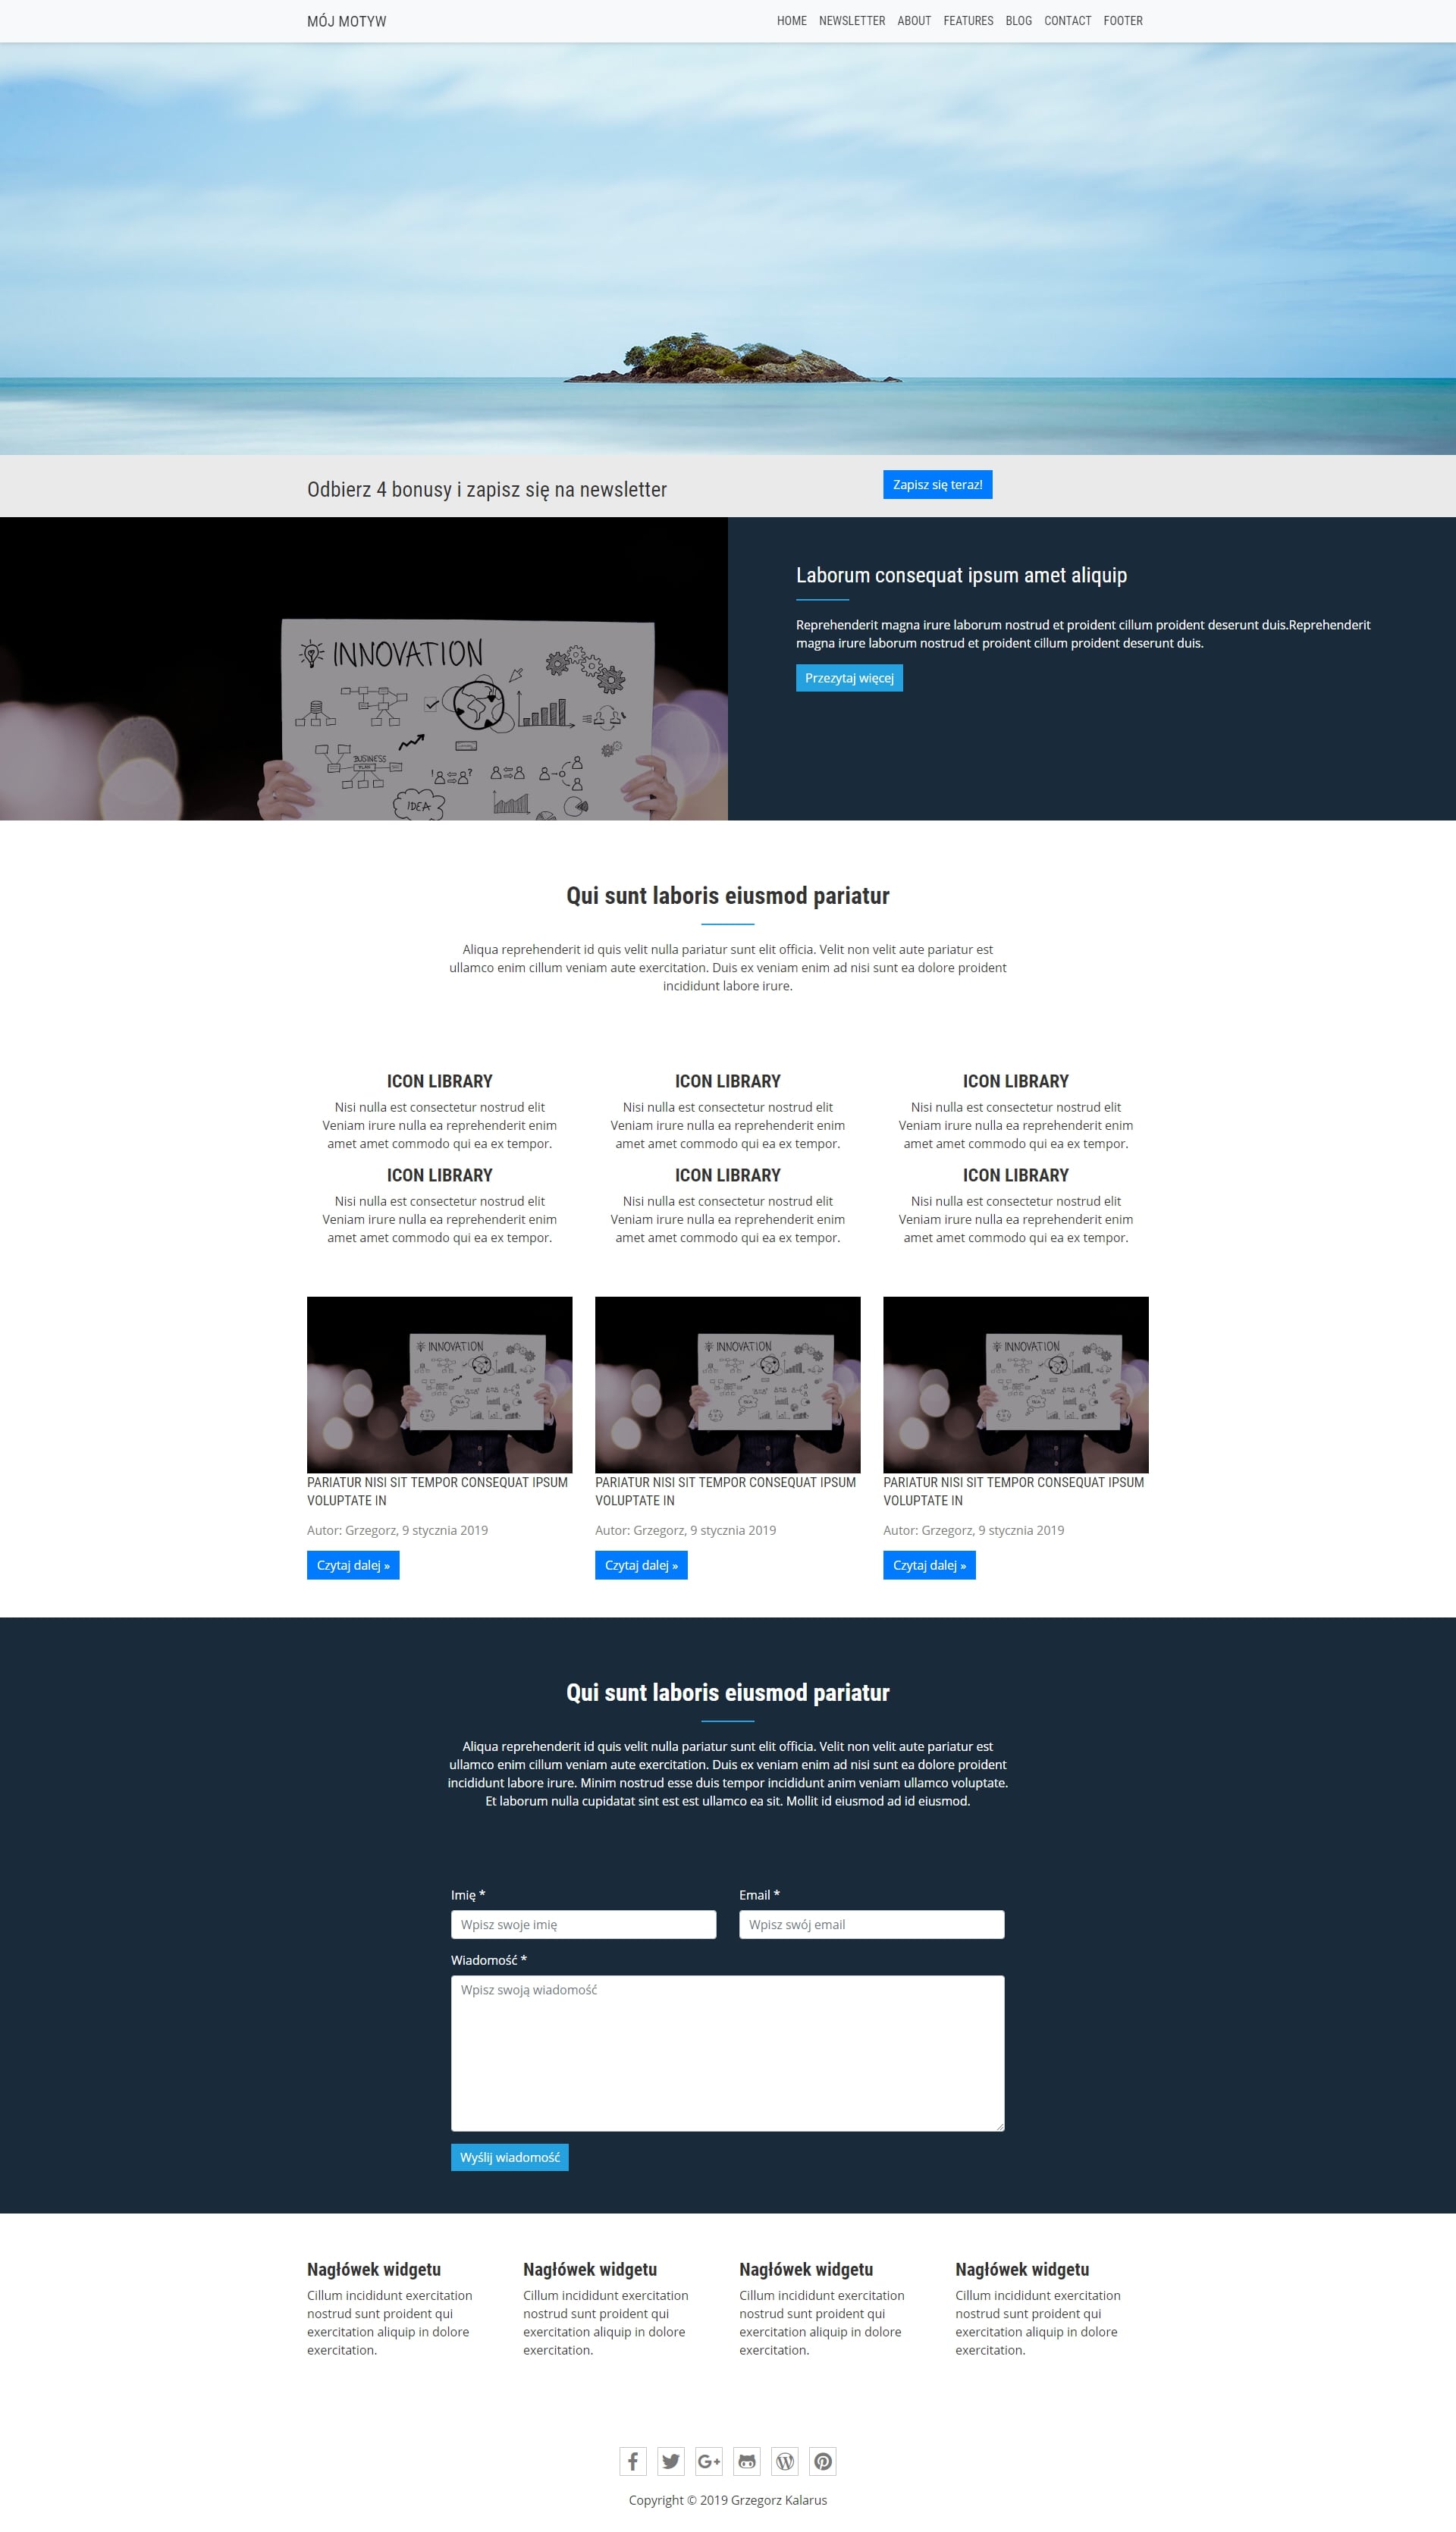 MÓJ MOTYW
HOME NEWSLETTER ABOUT FEATURES BLOG CONTACT FOOTER
Odbierz 4 bonusy i zapisz się na newsletter
Zapisz się teraz!
INNOVATION
BUSINESS
PLAN
IDEA
Laborum consequat ipsum amet aliquip
Reprehenderit magna irure laborum nostrud et proident cillum proident deserunt duis.Reprehenderit
magna irure laborum nostrud et proident cillum proident deserunt duis.
Przezytaj więcej
Qui sunt laboris eiusmod pariatur
Aliqua reprehenderit id quis velit nulla pariatur sunt elit officia. Velit non velit aute pariatur est
ullamco enim cillum veniam aute exercitation. Duis ex veniam enim ad nisi sunt ea dolore proident
incididunt labore irure.
ICON LIBRARY
Nisi nulla est consectetur nostrud elit
Veniam irure nulla ea reprehenderit enim
amet amet commodo qui ea ex tempor.
ICON LIBRARY
Nisi nulla est consectetur nostrud elit
Veniam irure nulla ea reprehenderit enim
amet amet commodo qui ea ex tempor.
ICON LIBRARY
Nisi nulla est consectetur nostrud elit
Veniam irure nulla ea reprehenderit enim
amet amet commodo qui ea ex tempor.
ICON LIBRARY
Nisi nulla est consectetur nostrud elit
Veniam irure nulla ea reprehenderit enim
amet amet commodo qui ea ex tempor.
ICON LIBRARY
Nisi nulla est consectetur nostrud elit
Veniam irure nulla ea reprehenderit enim
amet amet commodo qui ea ex tempor.
ICON LIBRARY
Nisi nulla est consectetur nostrud elit
Veniam irure nulla ea reprehenderit enim
amet amet commodo qui ea ex tempor.
INNOVATION
PARIATUR NISI SIT TEMPOR CONSEQUAT IPSUM
VOLUPTATE IN
Autor: Grzegorz, 9 stycznia 2019
Czytaj dalej »
INNOVATION
PARIATUR NISI SIT TEMPOR CONSEQUAT IPSUM
VOLUPTATE IN
Autor: Grzegorz, 9 stycznia 2019
Czytaj dalej »
INNOVATION
PARIATUR NISI SIT TEMPOR CONSEQUAT IPSUM
VOLUPTATE IN
Autor: Grzegorz, 9 stycznia 2019
Czytaj dalej »
Qui sunt laboris eiusmod pariatur
Aliqua reprehenderit id quis velit nulla pariatur sunt elit officia. Velit non velit aute pariatur est
ullamco enim cillum veniam aute exercitation. Duis ex veniam enim ad nisi sunt ea dolore proident
incididunt labore irure. Minim nostrud esse duis tempor incididunt anim veniam ullamco voluptate.
Et laborum nulla cupidatat sint est est ullamco ea sit. Mollit id eiusmod ad id eiusmod.
Imię *
Wpisz swoje imię
Email *
Wpisz swój email
Wiadomość *
Wpisz swoją wiadomość
Wyślij wiadomość
Nagłówek widgetu
Cillum incididunt exercitation
nostrud sunt proident qui
exercitation aliquip in dolore
exercitation.
Nagłówek widgetu
Cillum incididunt exercitation
nostrud sunt proident qui
exercitation aliquip in dolore
exercitation.
Nagłówek widgetu
Cillum incididunt exercitation
nostrud sunt proident qui
exercitation aliquip in dolore
exercitation.
Nagłówek widgetu
Cillum incididunt exercitation
nostrud sunt proident qui
exercitation aliquip in dolore
exercitation.
Copyright © 2019 Grzegorz Kalarus